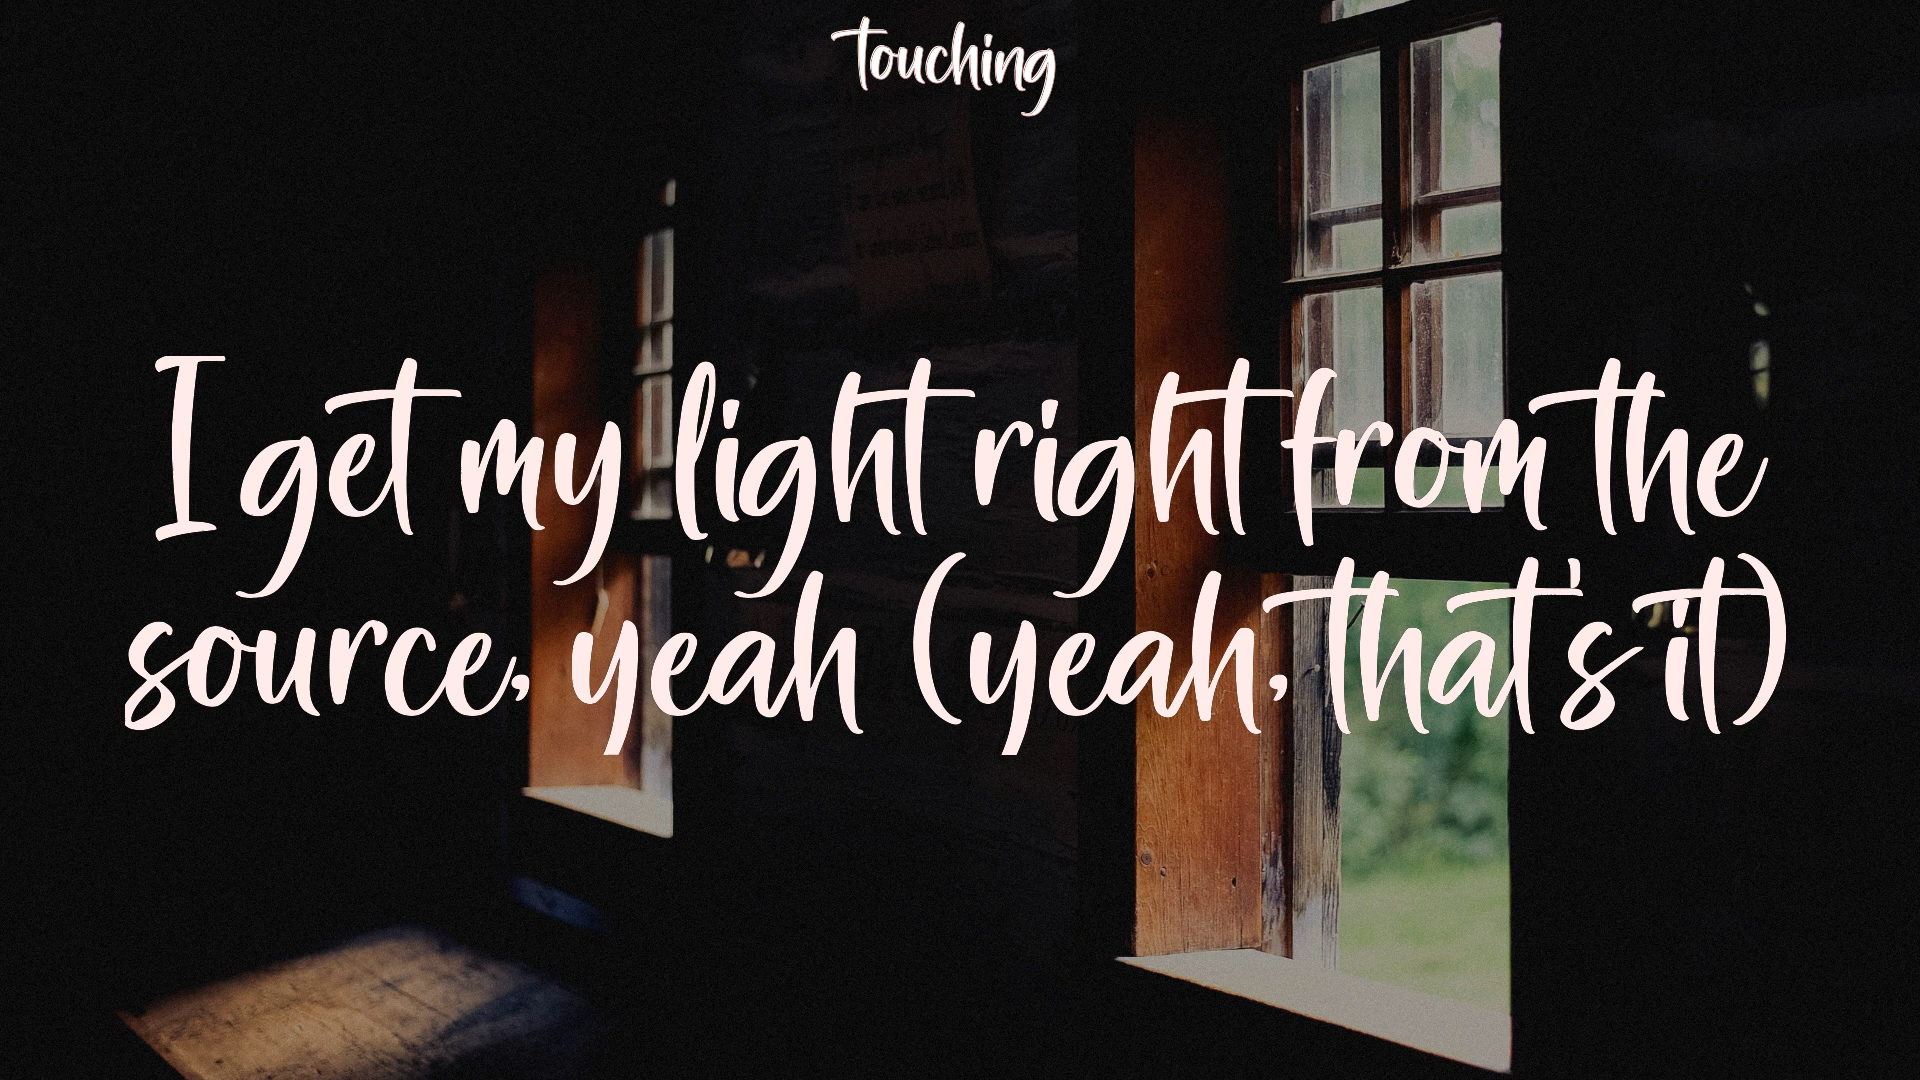 Touching
I get my light right from the
source, yeah (yeah, that's it)